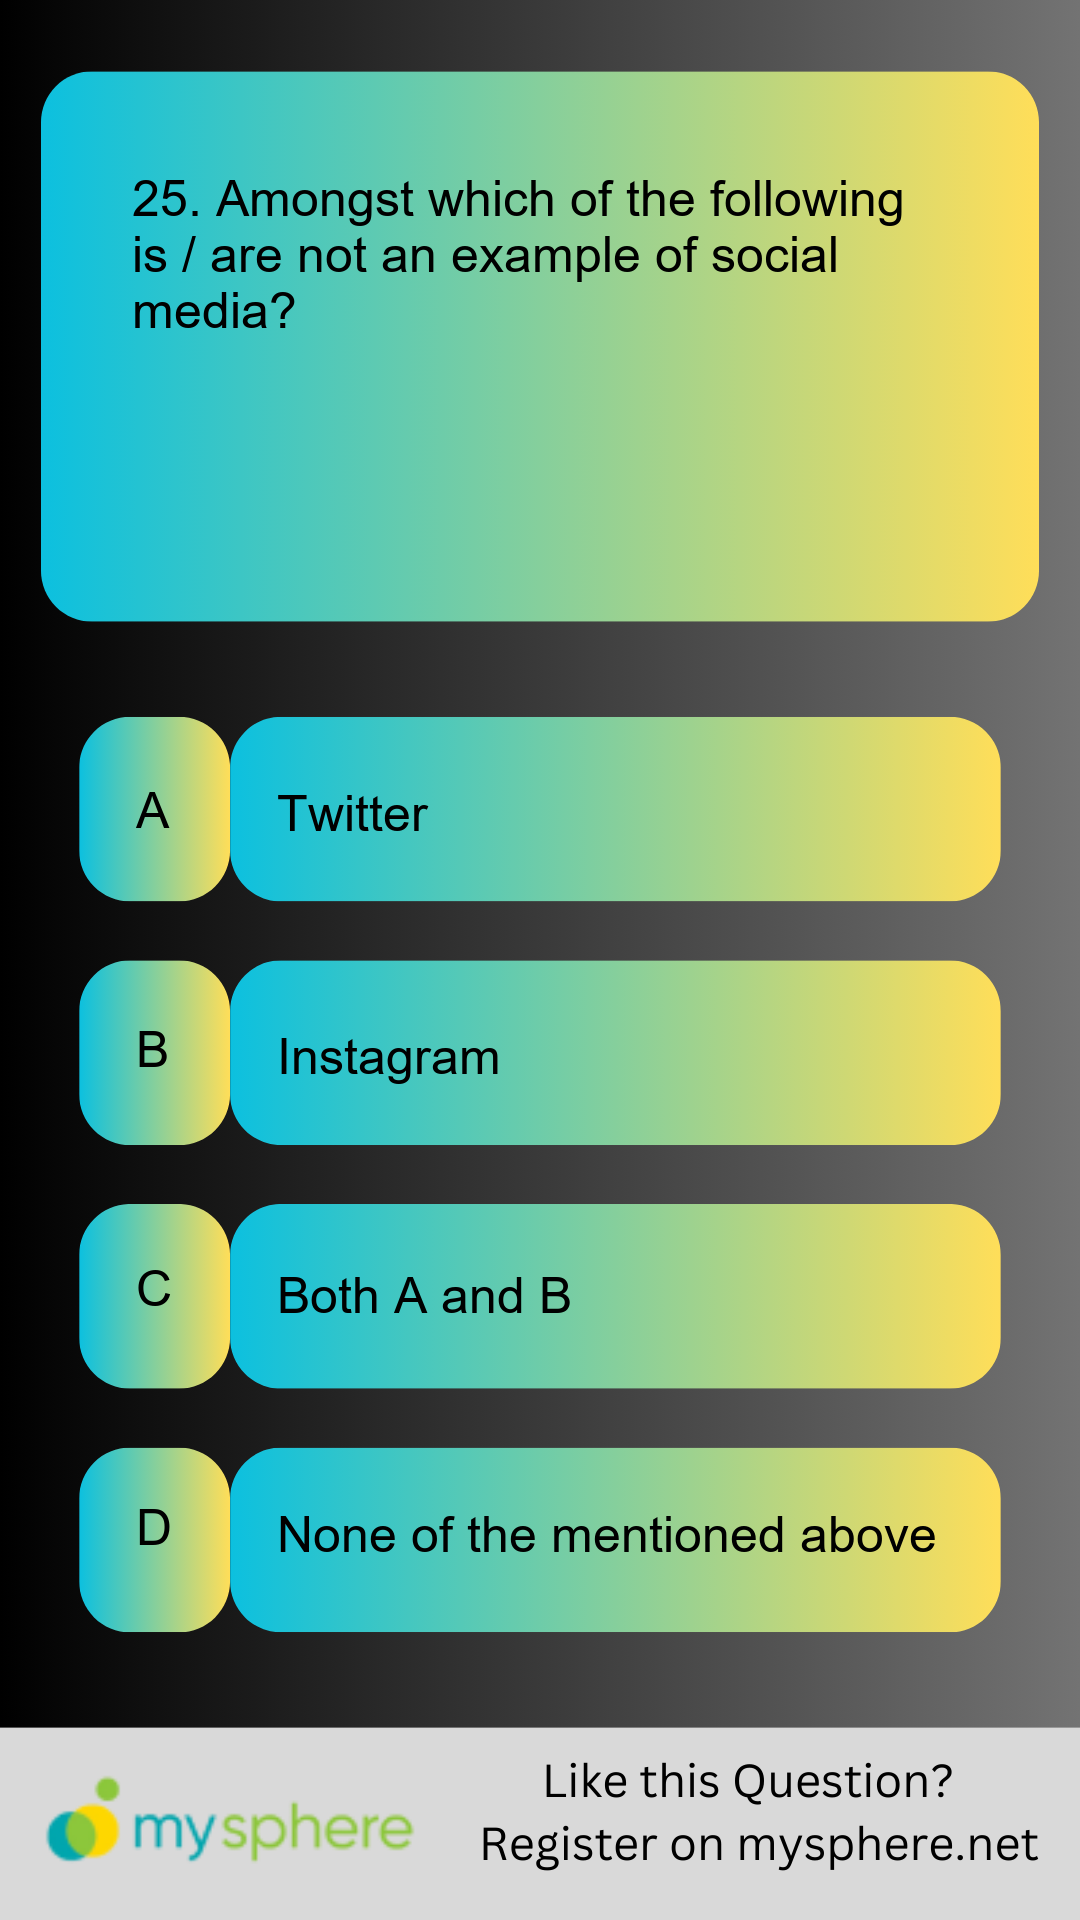 25. Amongst which of the following
is / are not an example of social
media?
A
Twitter
B
Instagram
C
Both A and B
D
None of the mentioned above
mysphere
Like this Question?
Register on mysphere.net